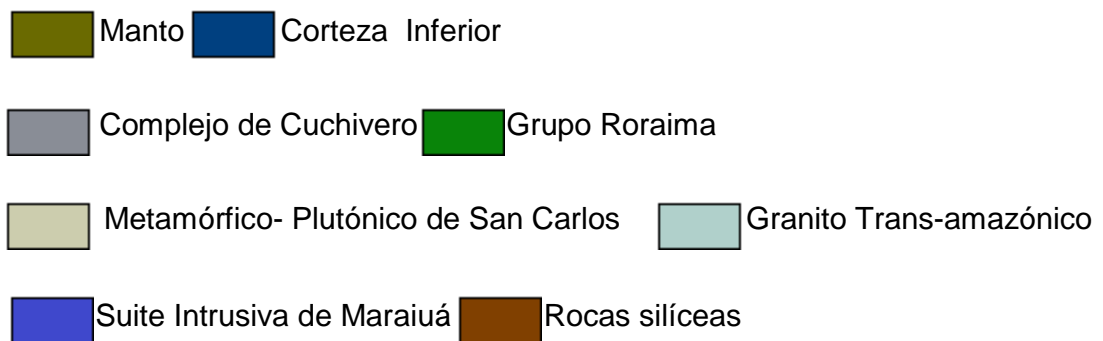 Manto Corteza Inferior
Complejo de Cuchivero Grupo Roraima
Metamórfico- Plutónico de San Carlos Granito Trans-amazónico
Suite Intrusiva de Maraiuá Rocas silíceas